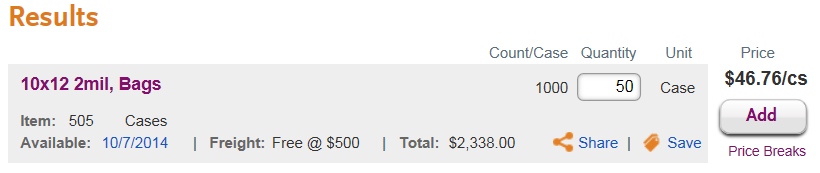 Results
Count/Case Quantity Unit Price
10x12 2mil, Bags 1000 50 Case $46.76/cs
Add
Item: 505 Cases
Available: 10/7/2014 | Freight: Free @ $500 | Total: $2,338.00 Share | Save
Price Breaks